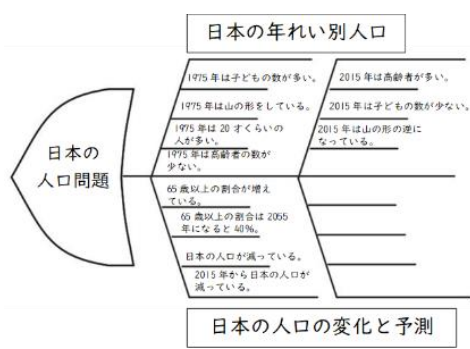 日本の年れい別人口
1975年は子どもの数が多い。
1975年は山の形をしている。
1975年は20才くらいの
人が多い。
1975年は高齢者の数が
少ない。
2015年は高齢者が多い。
2015年は子どもの数が少ない。
2015年は山の形の逆に
なっている。
日本の
人口問題
65歳以上の割合が増え
ている。
65歳以上の割合は2055
年になると40%。
日本の人口が減っている。
2015年から日本の人口が
減っている。
日本の人口の変化と予測